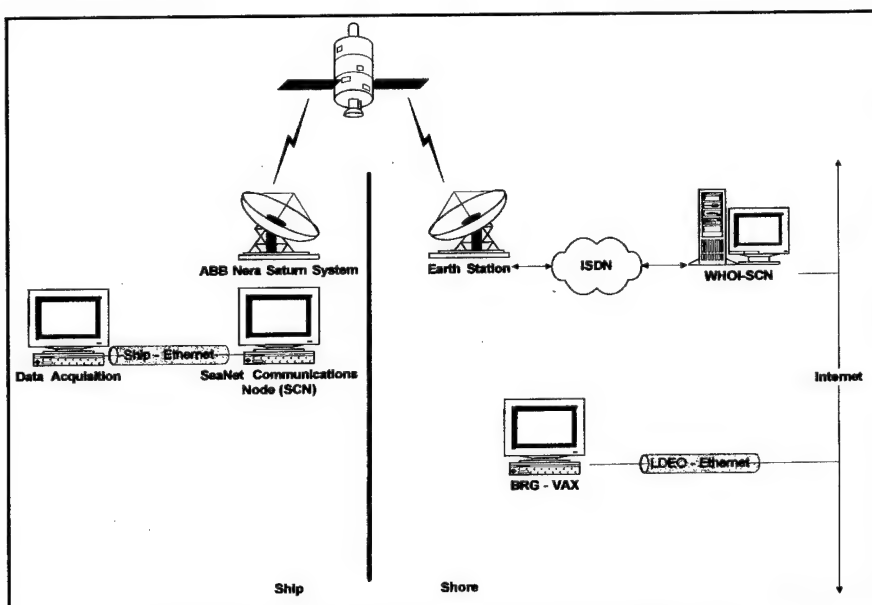 ABB Nera Saturn System
Earth Station
ISDN
WHOI-SCN
Ship - Ethernet
Data Acquisition
SeaNet Communications
Node (SCN)
Internet
LDEO - Ethernet
BRG - VAX
Ship
Shore